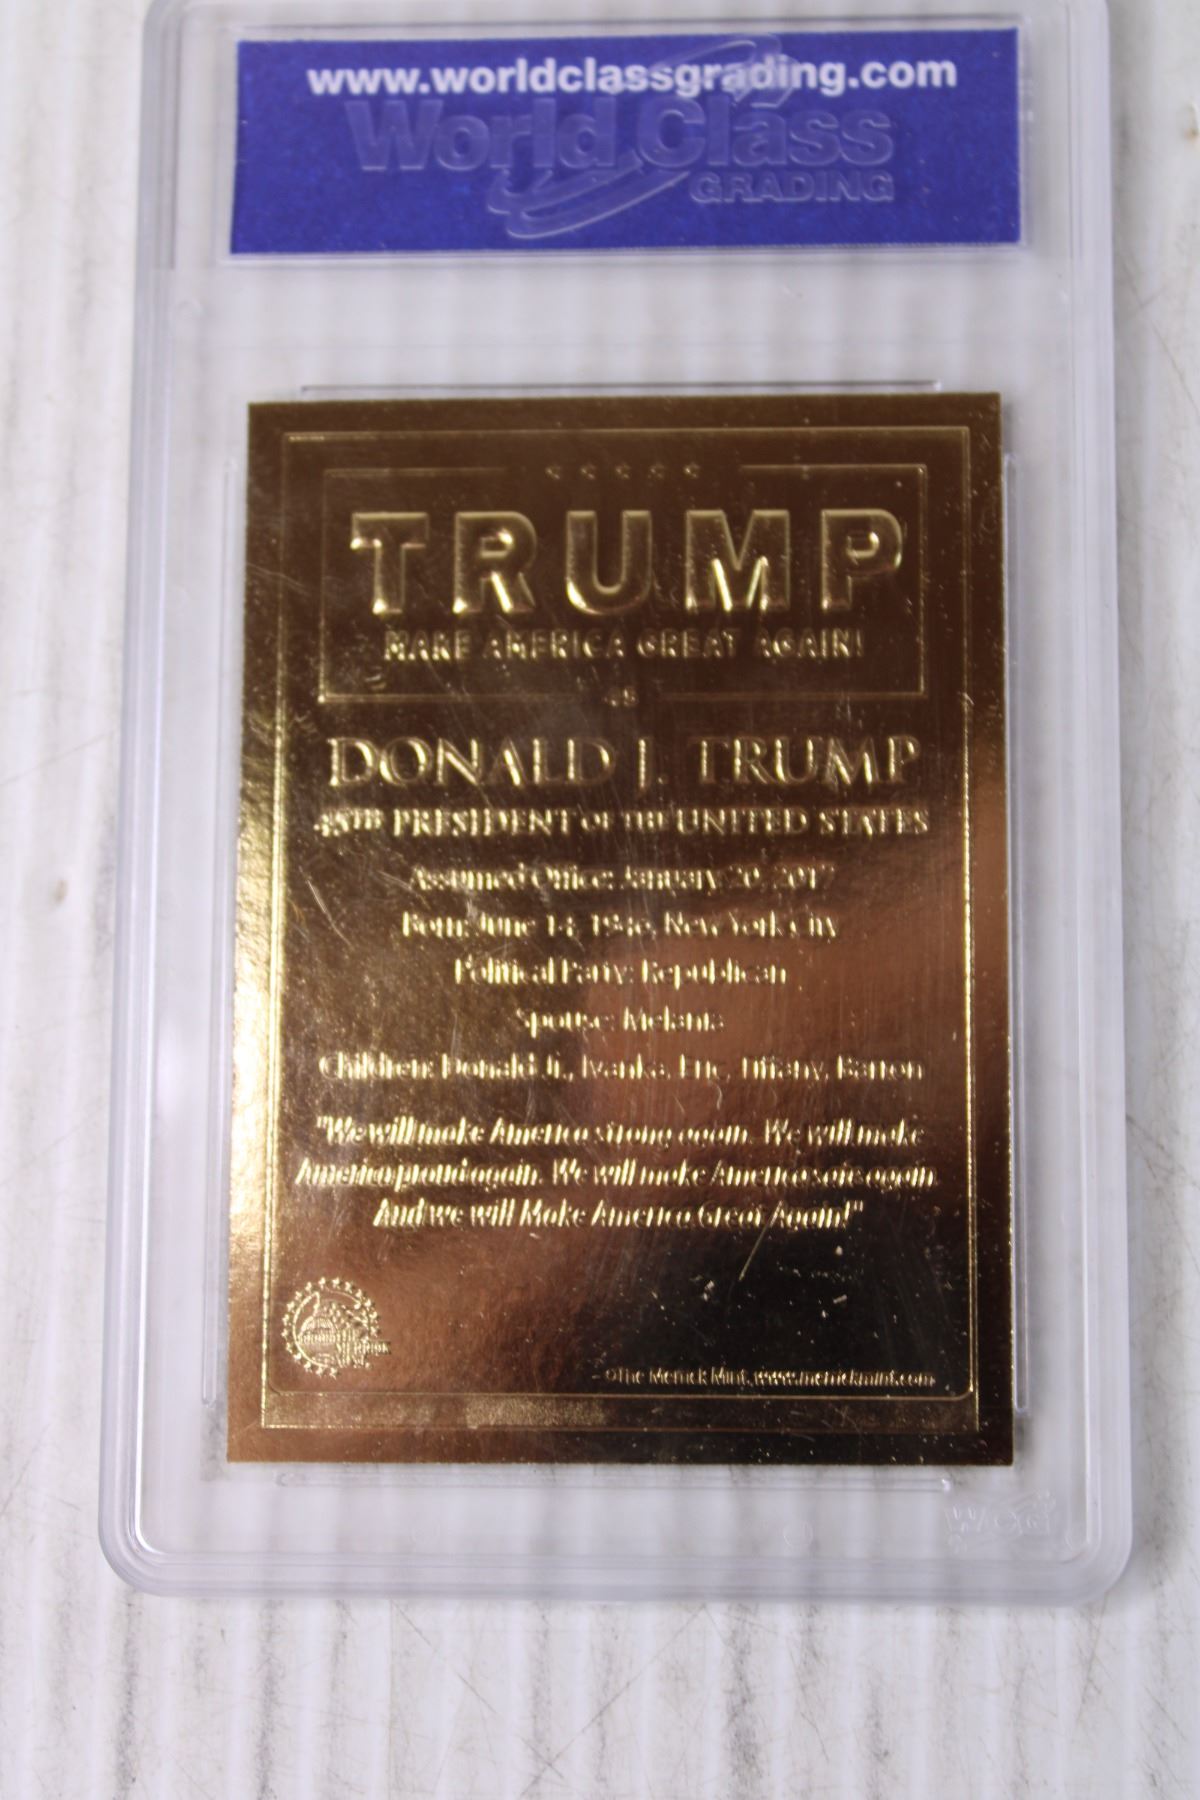 www.worldclassgrading.com
World Class
GRADING
TRUMP
MAKE AMERICA GREAT AGAIN!
45
DONALD J. TRUMP
45TH PRESIDENT OF THE UNITED STATES
Assumed Office: January 20, 2017
Born: June 14, 1946, New York City
Political Party: Republican
Spouse: Melania
Children: Donald Jr., Ivanka, Eric, Tiffany, Barron
"We will make America strong again. We will make
America proud again. We will make America safe again.
And we will Make America Great Again!"
©The Merrick Mint, www.merrickmint.com
WCG